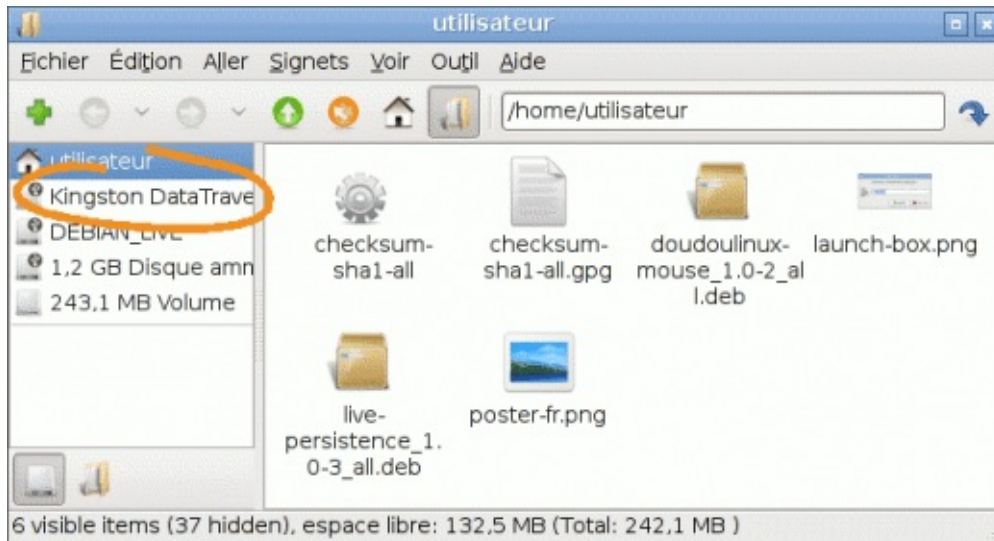 utilisateur
Fichier Édition Aller Signets Voir Outil Aide
/home/utilisateur
utilisateur
Kingston DataTrave
DEBIAN_LIVE
1,2 GB Disque amn
243,1 MB Volume
checksum-
sha1-all
checksum-
sha1-all.gpg
doudoulinux-
mouse_1.0-2_al
l.deb
launch-box.png
live-
persistence_1.
0-3_all.deb
poster-fr.png
6 visible items (37 hidden), espace libre: 132,5 MB (Total: 242,1 MB )